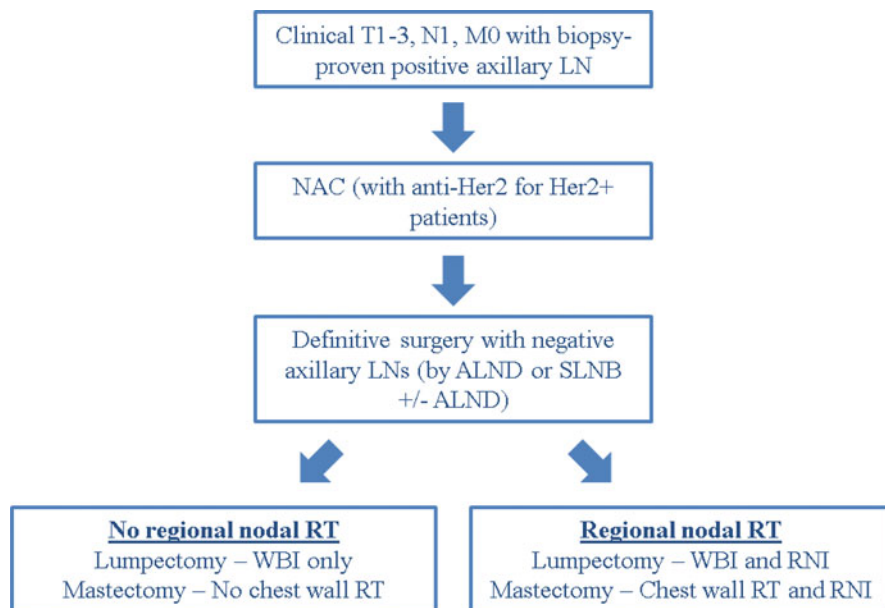 Clinical T1-3, N1, M0 with biopsy-
proven positive axillary LN
NAC (with anti-Her2 for Her2+
patients)
Definitive surgery with negative
axillary LNs (by ALND or SLNB
+/- ALND)
No regional nodal RT
Lumpectomy – WBI only
Mastectomy – No chest wall RT
Regional nodal RT
Lumpectomy – WBI and RNI
Mastectomy – Chest wall RT and RNI